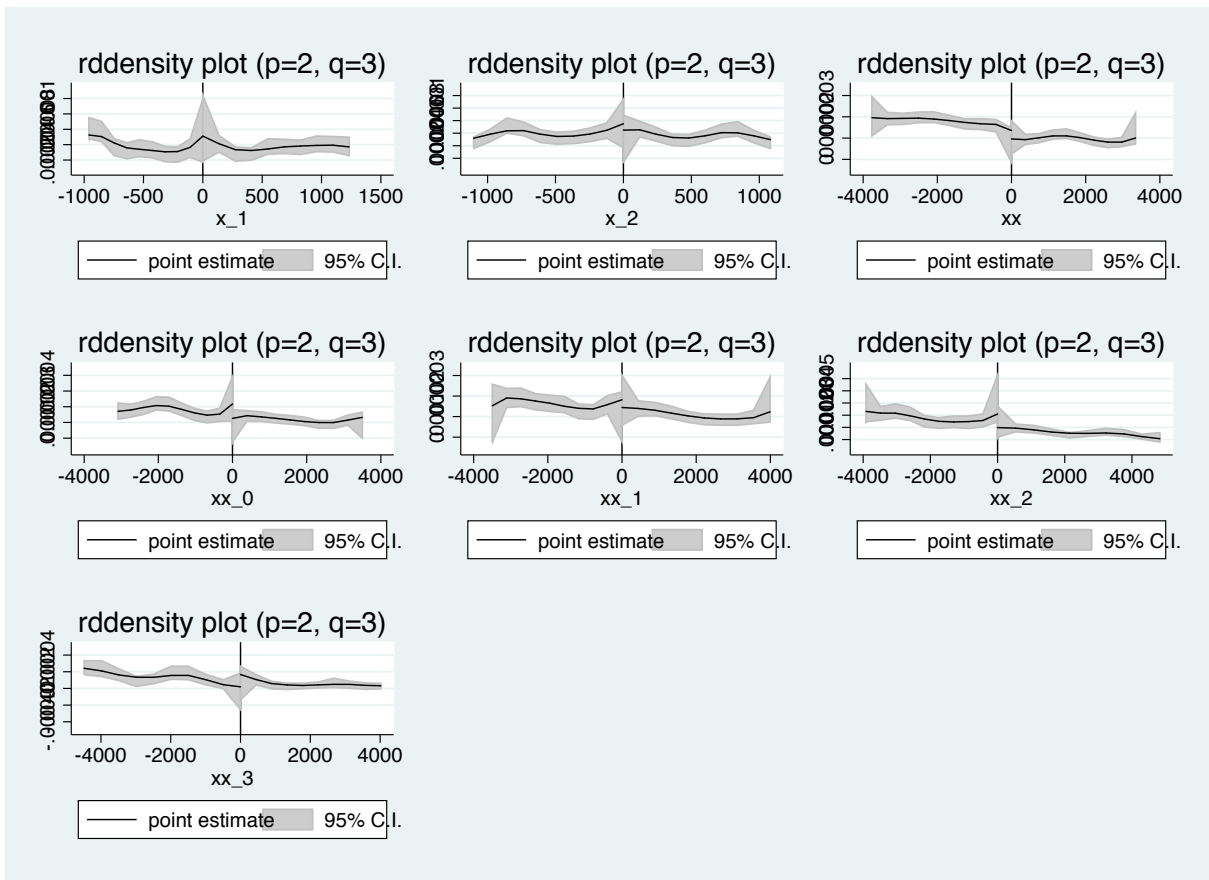 rddensity plot (p=2, q=3)
-1000 -500 0 500 1000 1500
x_1
point estimate 95% C.I.
rddensity plot (p=2, q=3)
-1000 -500 0 500 1000
x_2
point estimate 95% C.I.
rddensity plot (p=2, q=3)
-4000 -2000 0 2000 4000
xx
point estimate 95% C.I.
rddensity plot (p=2, q=3)
-4000 -2000 0 2000 4000
xx_0
point estimate 95% C.I.
rddensity plot (p=2, q=3)
-4000 -2000 0 2000 4000
xx_1
point estimate 95% C.I.
rddensity plot (p=2, q=3)
-4000 -2000 0 2000 4000
xx_2
point estimate 95% C.I.
rddensity plot (p=2, q=3)
-4000 -2000 0 2000 4000
xx_3
point estimate 95% C.I.